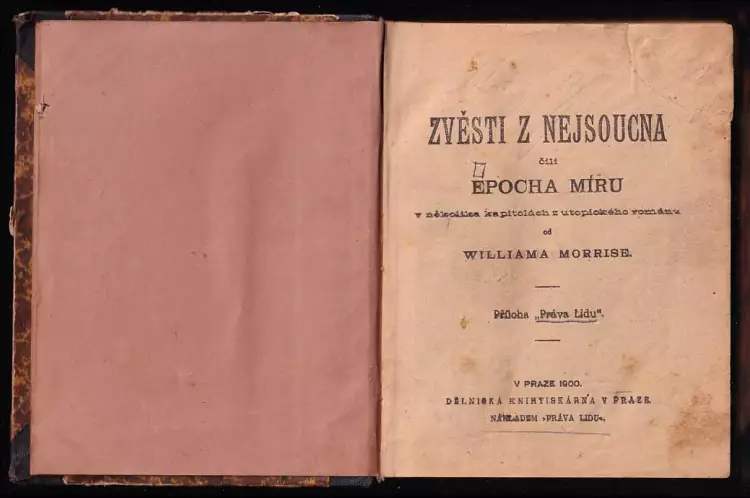 ZVĚSTI Z NEJSOUCNA
čili
EPOCHA MÍRU
v několika kapitolách z utopického románu
od
WILLIAMA MORRISE.
Příloha „Práva Lidu“.
V PRAZE 1900.
DĚLNICKÁ KNIHTISKÁRNA V PRAZE.
NÁKLADEM »PRÁVA LIDU«.